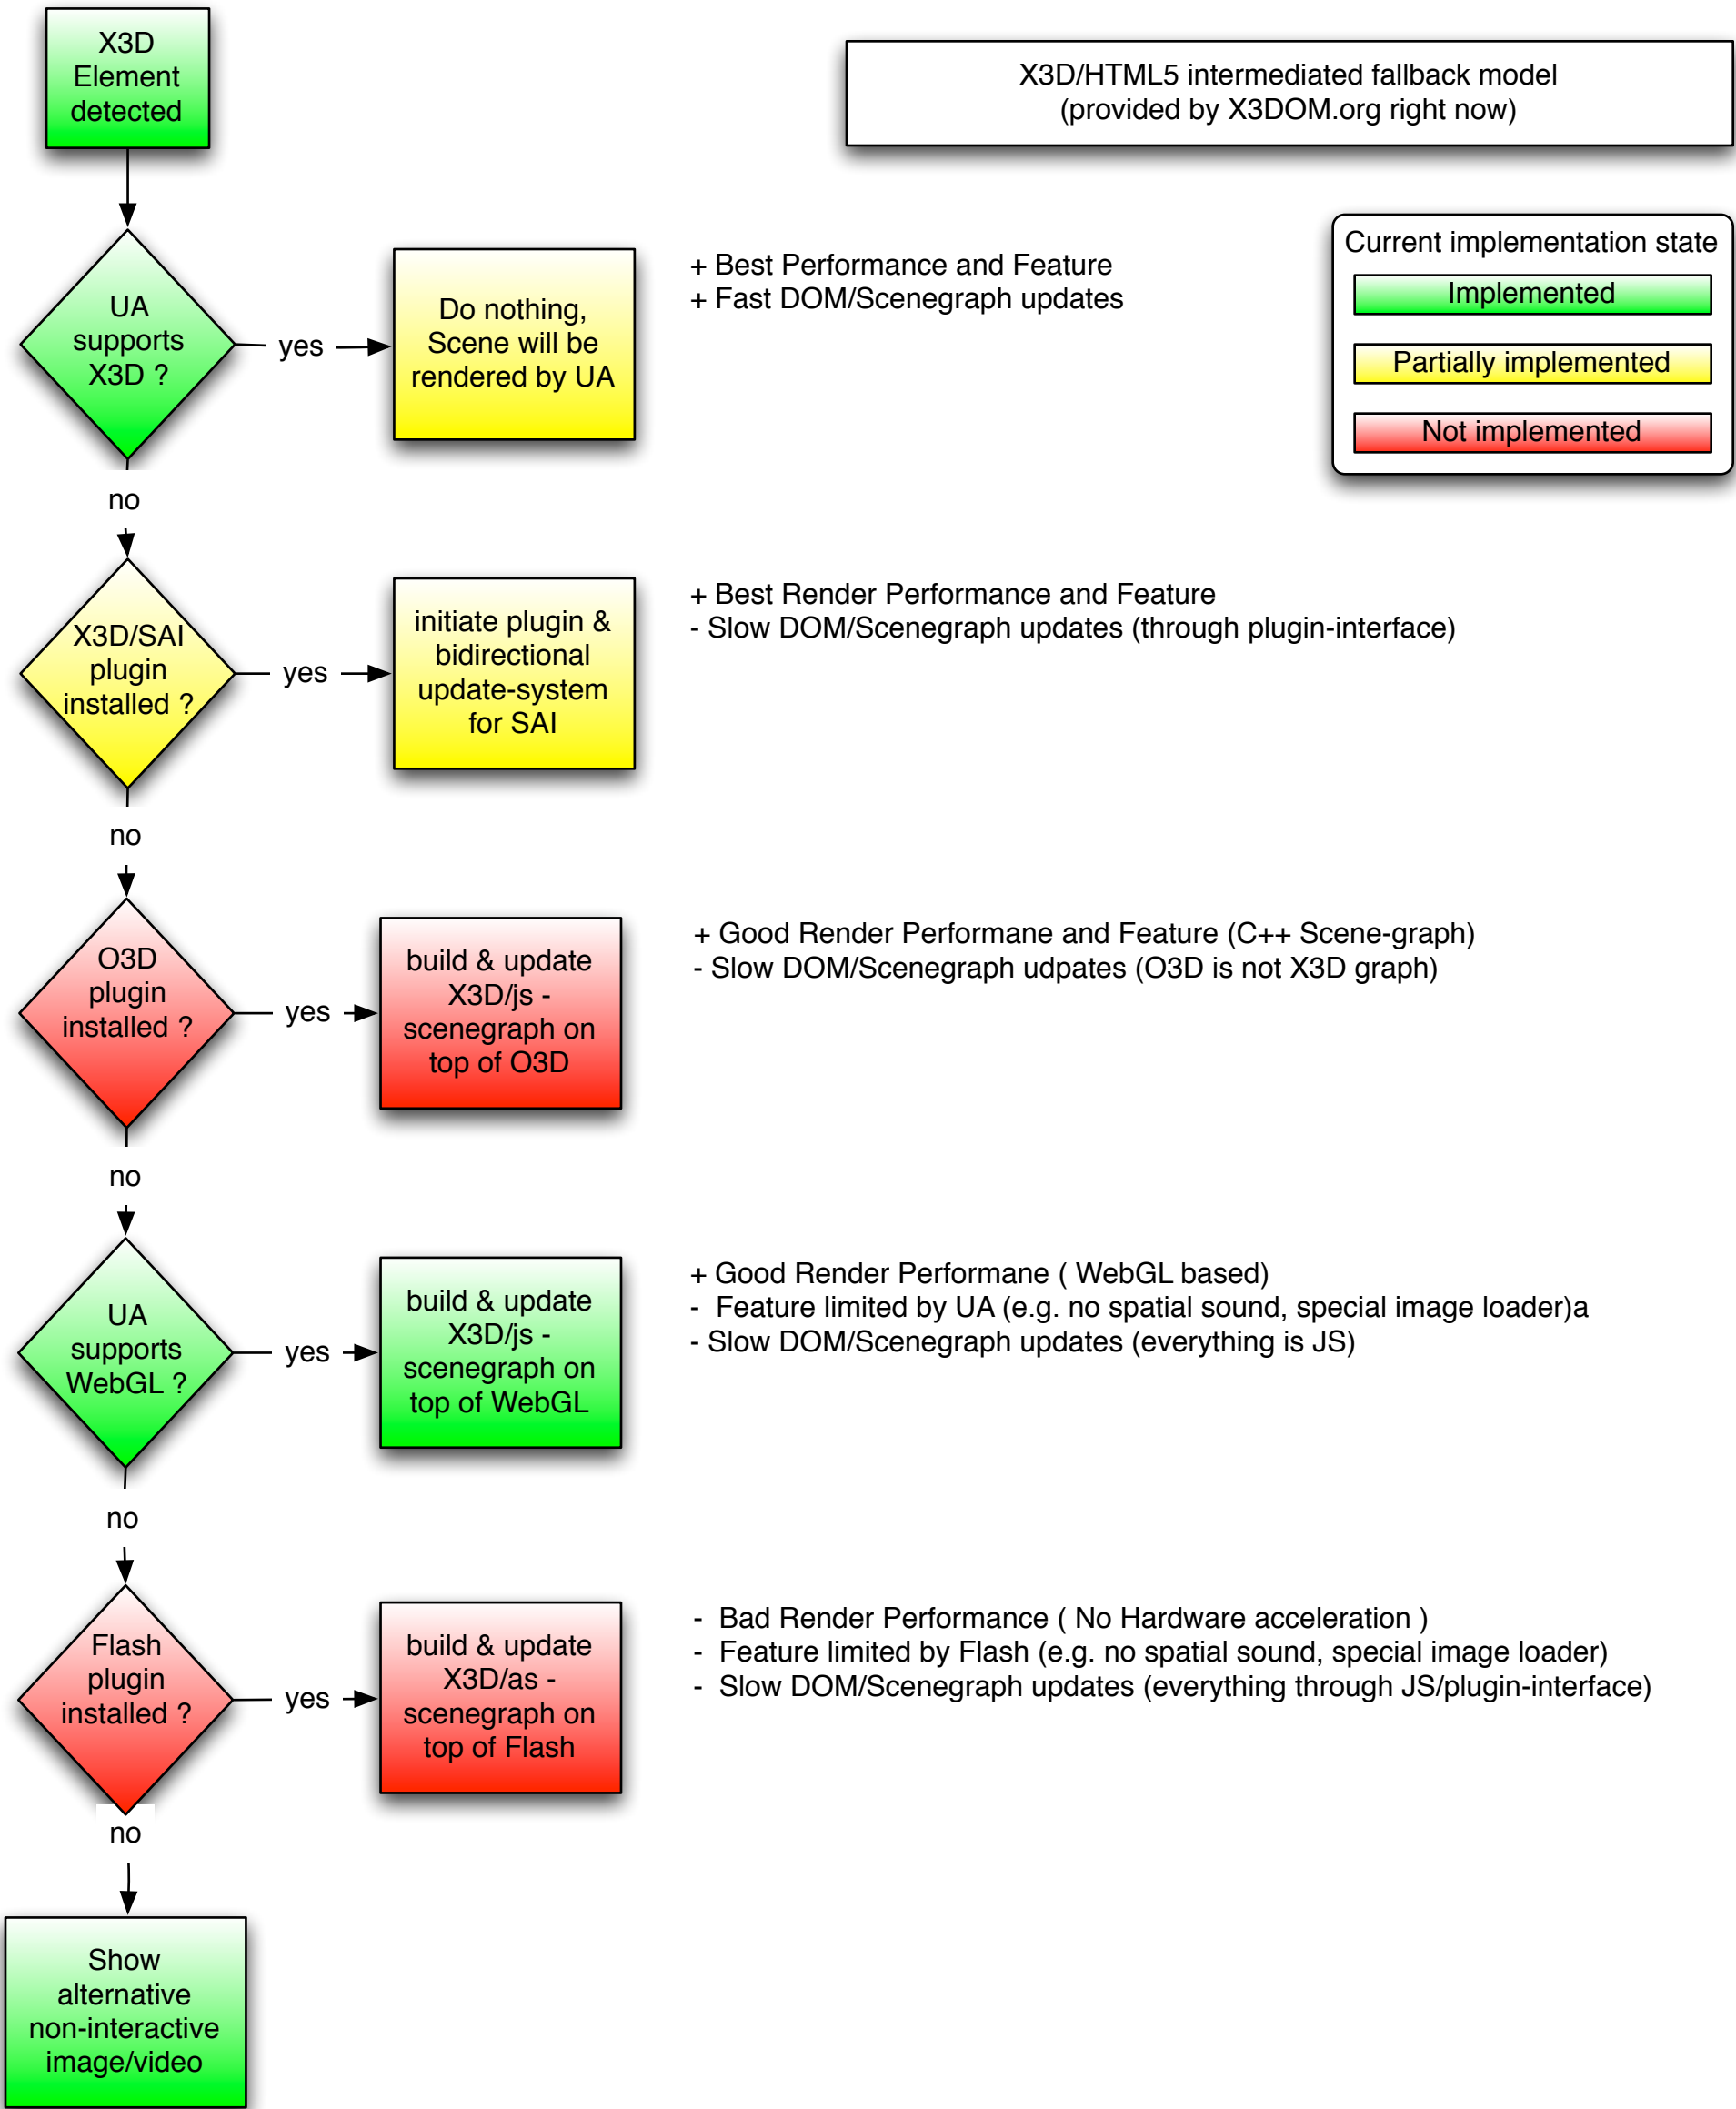 X3D
Element
detected
X3D/HTML5 intermediated fallback model
(provided by X3DOM.org right now)
Current implementation state
Implemented
Partially implemented
Not implemented
UA
supports
X3D ?
yes
Do nothing,
Scene will be
rendered by UA
+ Best Performance and Feature
+ Fast DOM/Scenegraph updates
no
X3D/SAI
plugin
installed ?
yes
initiate plugin &
bidirectional
update-system
for SAI
+ Best Render Performance and Feature
- Slow DOM/Scenegraph updates (through plugin-interface)
no
O3D
plugin
installed ?
yes
build & update
X3D/js -
scenegraph on
top of O3D
+ Good Render Performane and Feature (C++ Scene-graph)
- Slow DOM/Scenegraph udpates (O3D is not X3D graph)
no
UA
supports
WebGL ?
yes
build & update
X3D/js -
scenegraph on
top of WebGL
+ Good Render Performane ( WebGL based)
-  Feature limited by UA (e.g. no spatial sound, special image loader)a
- Slow DOM/Scenegraph updates (everything is JS)
no
Flash
plugin
installed ?
yes
build & update
X3D/as -
scenegraph on
top of Flash
-  Bad Render Performance ( No Hardware acceleration )
-  Feature limited by Flash (e.g. no spatial sound, special image loader)
-  Slow DOM/Scenegraph updates (everything through JS/plugin-interface)
no
Show
alternative
non-interactive
image/video